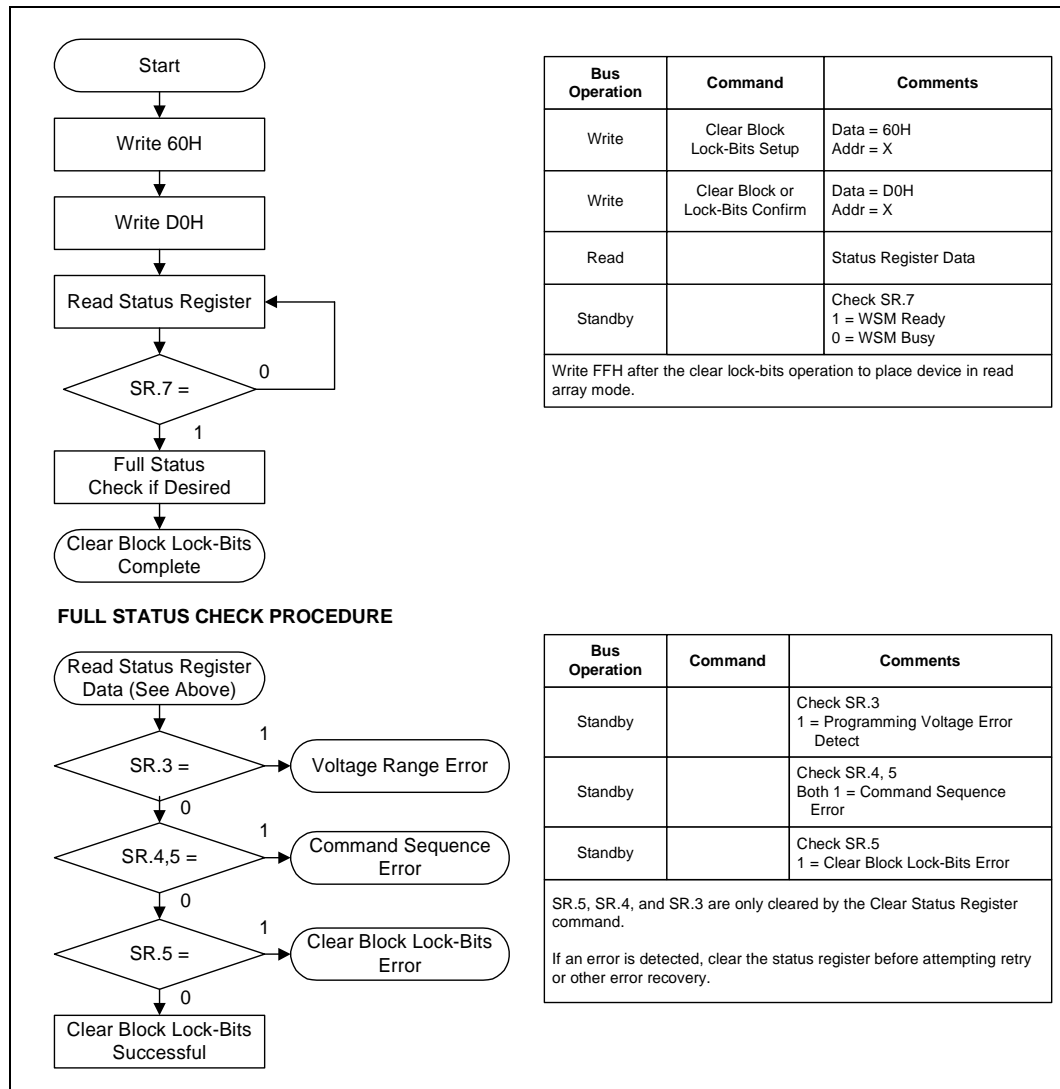 Start
Write 60H
Write D0H
Read Status Register
SR.7 =
0
1
Full Status
Check if Desired
Clear Block Lock-Bits
Complete
Bus
Operation
Command
Comments
Write
Clear Block
Lock-Bits Setup
Data = 60H
Addr = X
Write
Clear Block or
Lock-Bits Confirm
Data = D0H
Addr = X
Read
Status Register Data
Standby
Check SR.7
1 = WSM Ready
0 = WSM Busy
Write FFH after the clear lock-bits operation to place device in read
array mode.
FULL STATUS CHECK PROCEDURE
Read Status Register
Data (See Above)
SR.3 =
1
Voltage Range Error
0
SR.4,5 =
1
Command Sequence
Error
0
SR.5 =
1
Clear Block Lock-Bits
Error
0
Clear Block Lock-Bits
Successful
Bus
Operation
Command
Comments
Standby
Check SR.3
1 = Programming Voltage Error
Detect
Standby
Check SR.4, 5
Both 1 = Command Sequence
Error
Standby
Check SR.5
1 = Clear Block Lock-Bits Error
SR.5, SR.4, and SR.3 are only cleared by the Clear Status Register
command.
If an error is detected, clear the status register before attempting retry
or other error recovery.